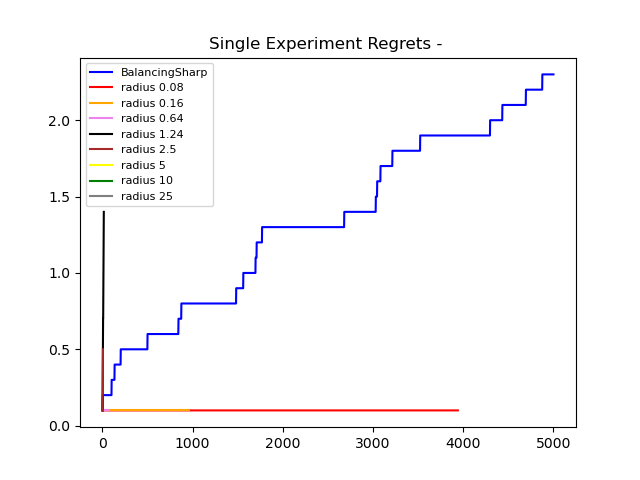 Single Experiment Regrets -
BalancingSharp
radius 0.08
radius 0.16
radius 0.64
radius 1.24
radius 2.5
radius 5
radius 10
radius 25
2.0
1.5
1.0
0.5
0.0
0 1000 2000 3000 4000 5000